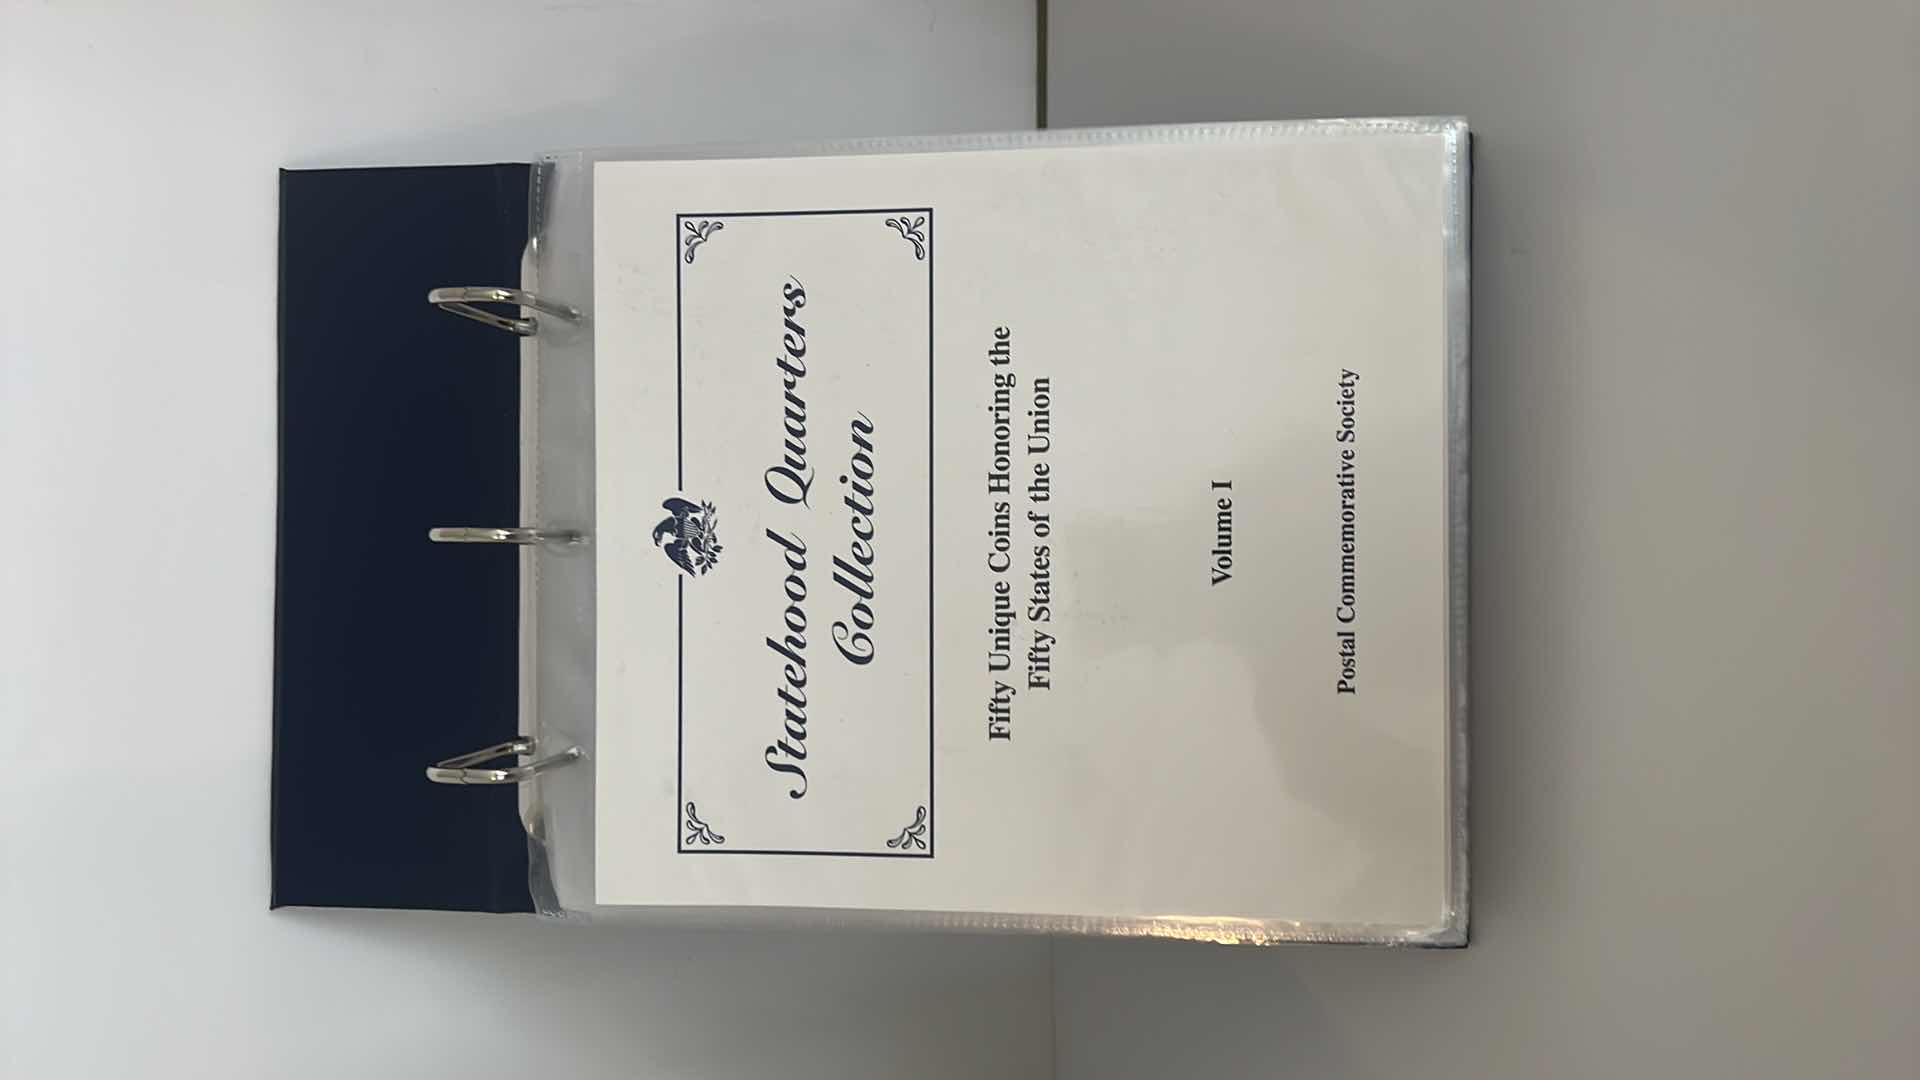 Statehood Quarters
Collection
Fifty Unique Coins Honoring the
Fifty States of the Union
Volume I
Postal Commemorative Society